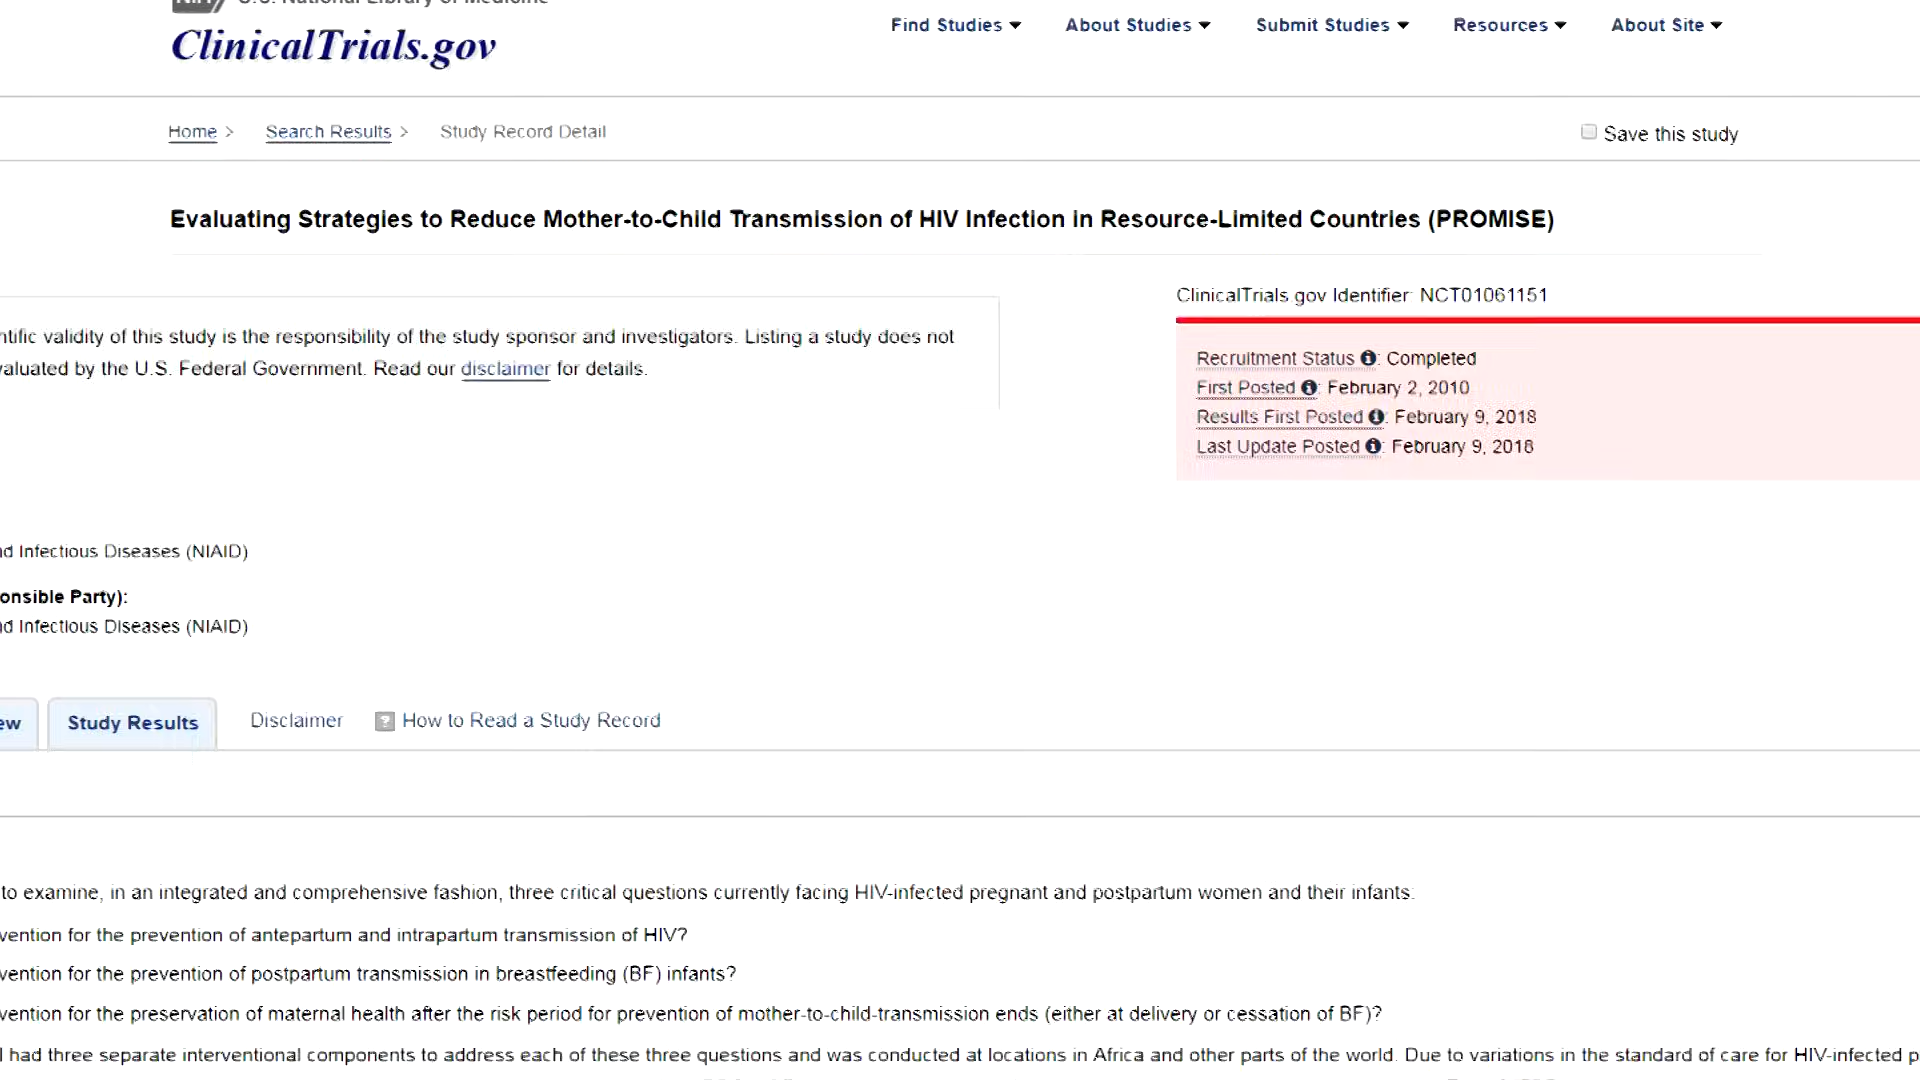 U.S. National Library of Medicine
ClinicalTrials.gov
Find Studies About Studies Submit Studies Resources About Site
Home > Search Results > Study Record Detail
Save this study
Evaluating Strategies to Reduce Mother-to-Child Transmission of HIV Infection in Resource-Limited Countries (PROMISE)
ClinicalTrials.gov Identifier: NCT01061151
ntific validity of this study is the responsibility of the study sponsor and investigators. Listing a study does not
valuated by the U.S. Federal Government. Read our disclaimer for details.
Recruitment Status : Completed
First Posted : February 2, 2010
Results First Posted : February 9, 2018
Last Update Posted : February 9, 2018
nd Infectious Diseases (NIAID)
onsible Party):
nd Infectious Diseases (NIAID)
ew Study Results Disclaimer ? How to Read a Study Record
to examine, in an integrated and comprehensive fashion, three critical questions currently facing HIV-infected pregnant and postpartum women and their infants:
vention for the prevention of antepartum and intrapartum transmission of HIV?
vention for the prevention of postpartum transmission in breastfeeding (BF) infants?
vention for the preservation of maternal health after the risk period for prevention of mother-to-child-transmission ends (either at delivery or cessation of BF)?
l had three separate interventional components to address each of these three questions and was conducted at locations in Africa and other parts of the world. Due to variations in the standard of care for HIV-infected p